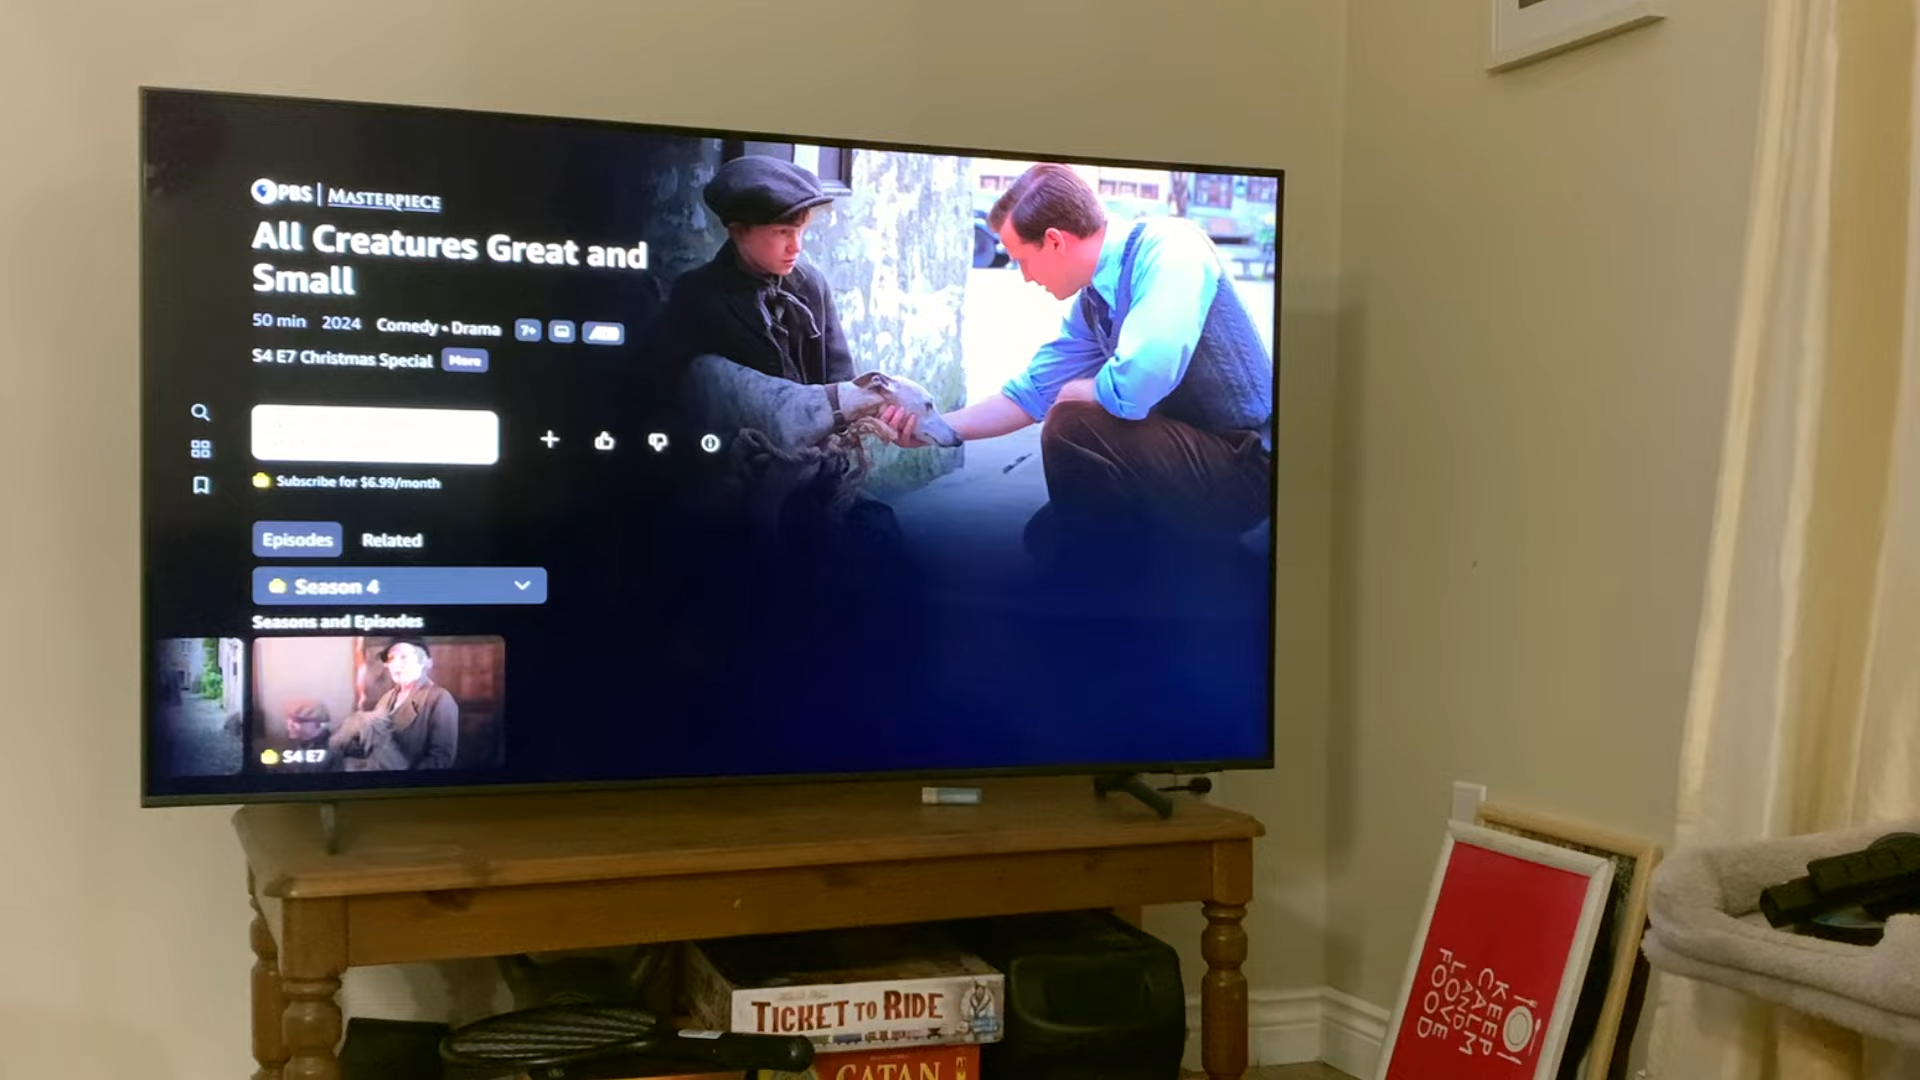 PBS | MASTERPIECE
All Creatures Great and
Small
50 min 2024 Comedy • Drama 7+
S4 E7 Christmas Special More
Subscribe for $6.99/month
Episodes Related
Season 4
Seasons and Episodes
S4 E7
TICKET TO RIDE
CATAN
KEEP
CALM
AND
LOVE
FOOD